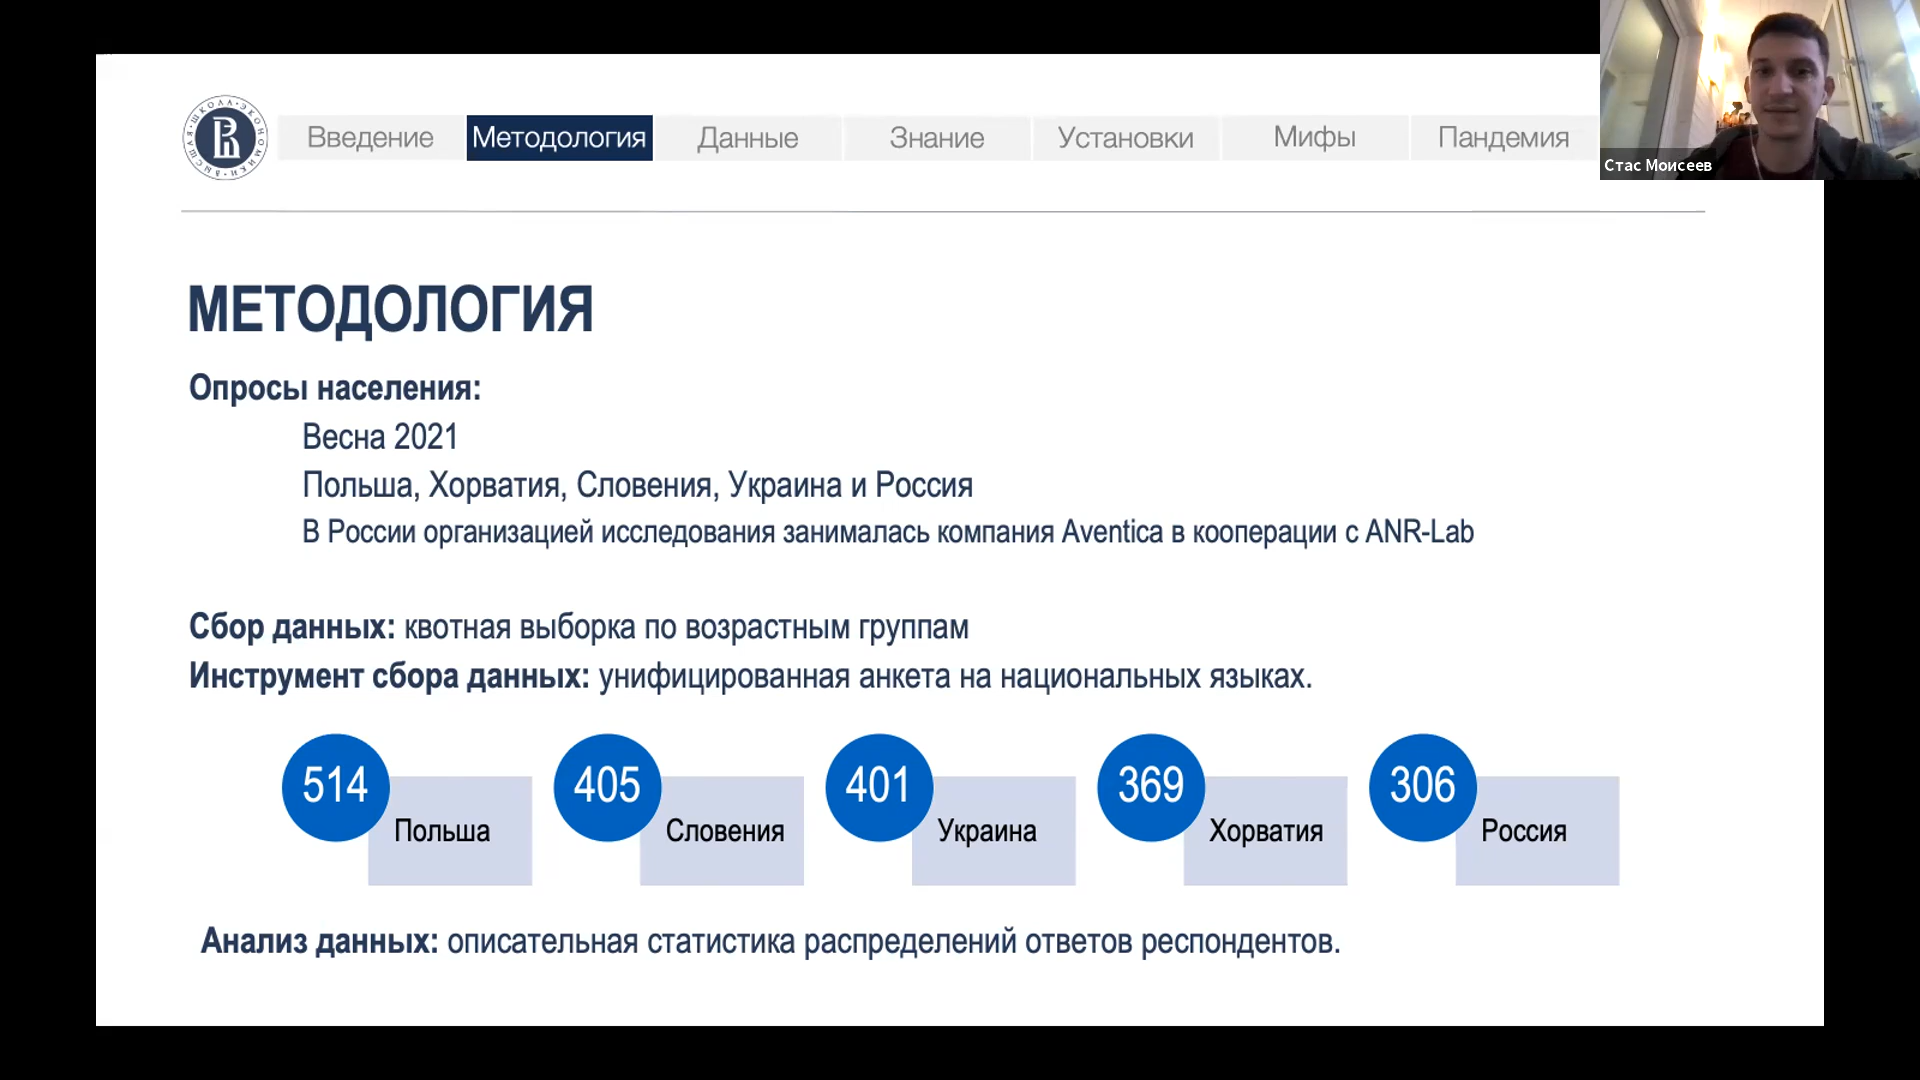 ВЫСШАЯ ШКОЛА ЭКОНОМИКИ
Введение
Методология
Данные
Знание
Установки
Мифы
Пандемия
Стас Моисеев
МЕТОДОЛОГИЯ
Опросы населения:
Весна 2021
Польша, Хорватия, Словения, Украина и Россия
В России организацией исследования занималась компания Aventica в кооперации с ANR-Lab
Сбор данных: квотная выборка по возрастным группам
Инструмент сбора данных: унифицированная анкета на национальных языках.
514
Польша
405
Словения
401
Украина
369
Хорватия
306
Россия
Анализ данных: описательная статистика распределений ответов респондентов.